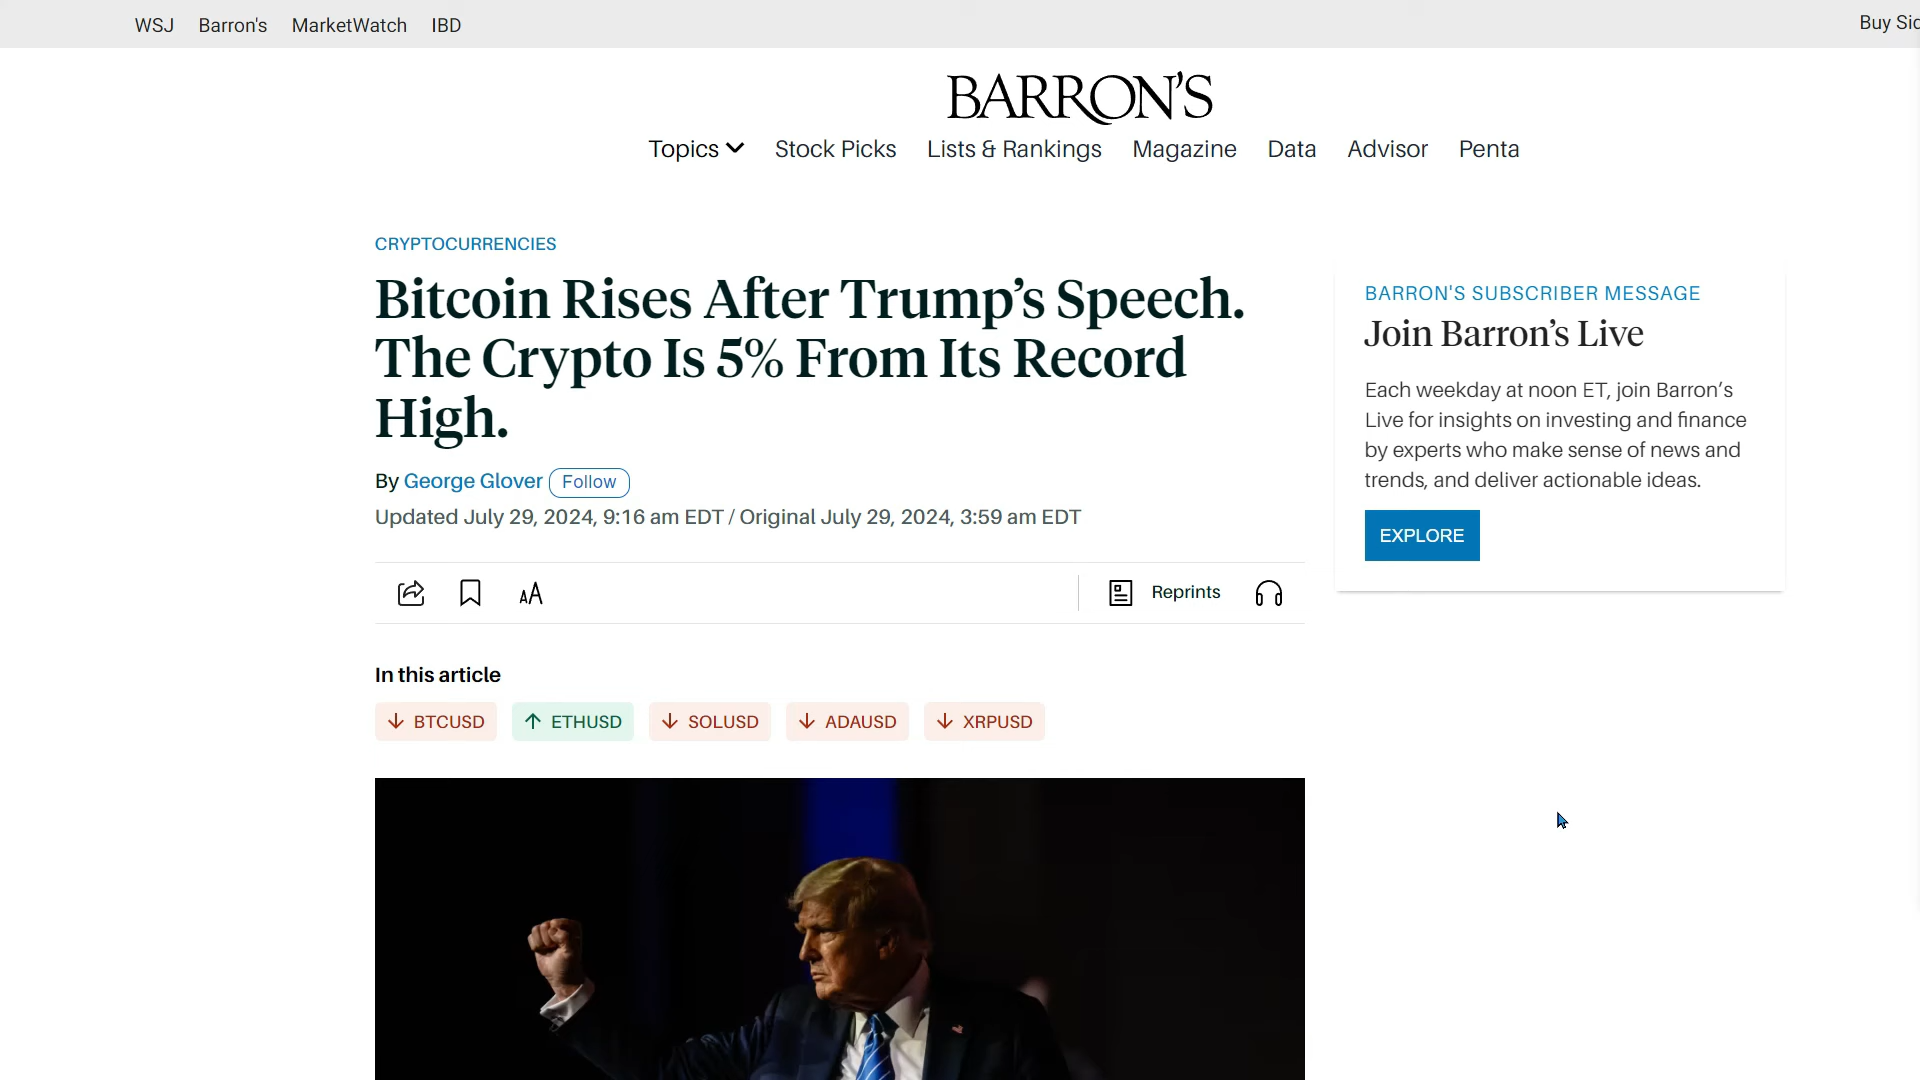 WSJ Barron's MarketWatch IBD
Buy Sid
BARRON'S
Topics Stock Picks Lists & Rankings Magazine Data Advisor Penta
CRYPTOCURRENCIES
Bitcoin Rises After Trump's Speech.
The Crypto Is 5% From Its Record
High.
By George Glover Follow
Updated July 29, 2024, 9:16 am EDT / Original July 29, 2024, 3:59 am EDT
AA Reprints
In this article
BTCUSD ETHUSD SOLUSD ADAUSD XRPUSD
BARRON'S SUBSCRIBER MESSAGE
Join Barron's Live
Each weekday at noon ET, join Barron's
Live for insights on investing and finance
by experts who make sense of news and
trends, and deliver actionable ideas.
EXPLORE